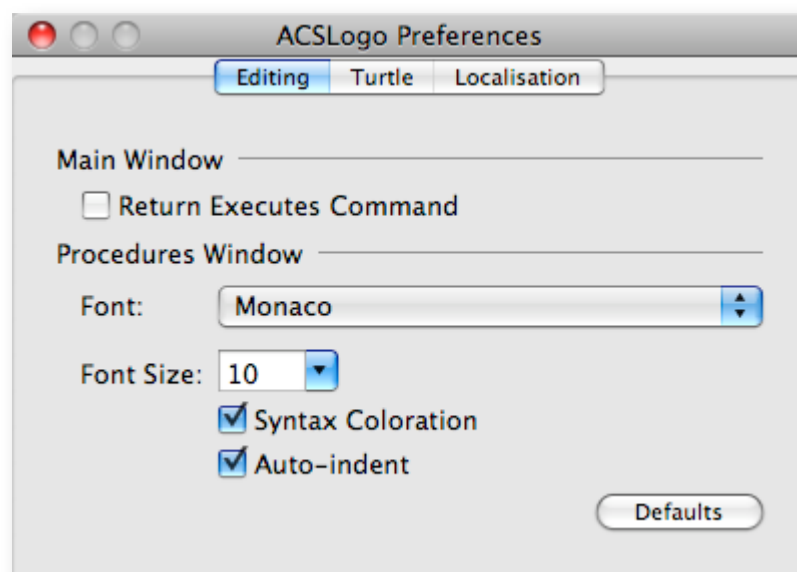 ACSLogo Preferences
Editing Turtle Localisation
Main Window
Return Executes Command
Procedures Window
Font: Monaco
Font Size: 10
Syntax Coloration
Auto-indent
Defaults